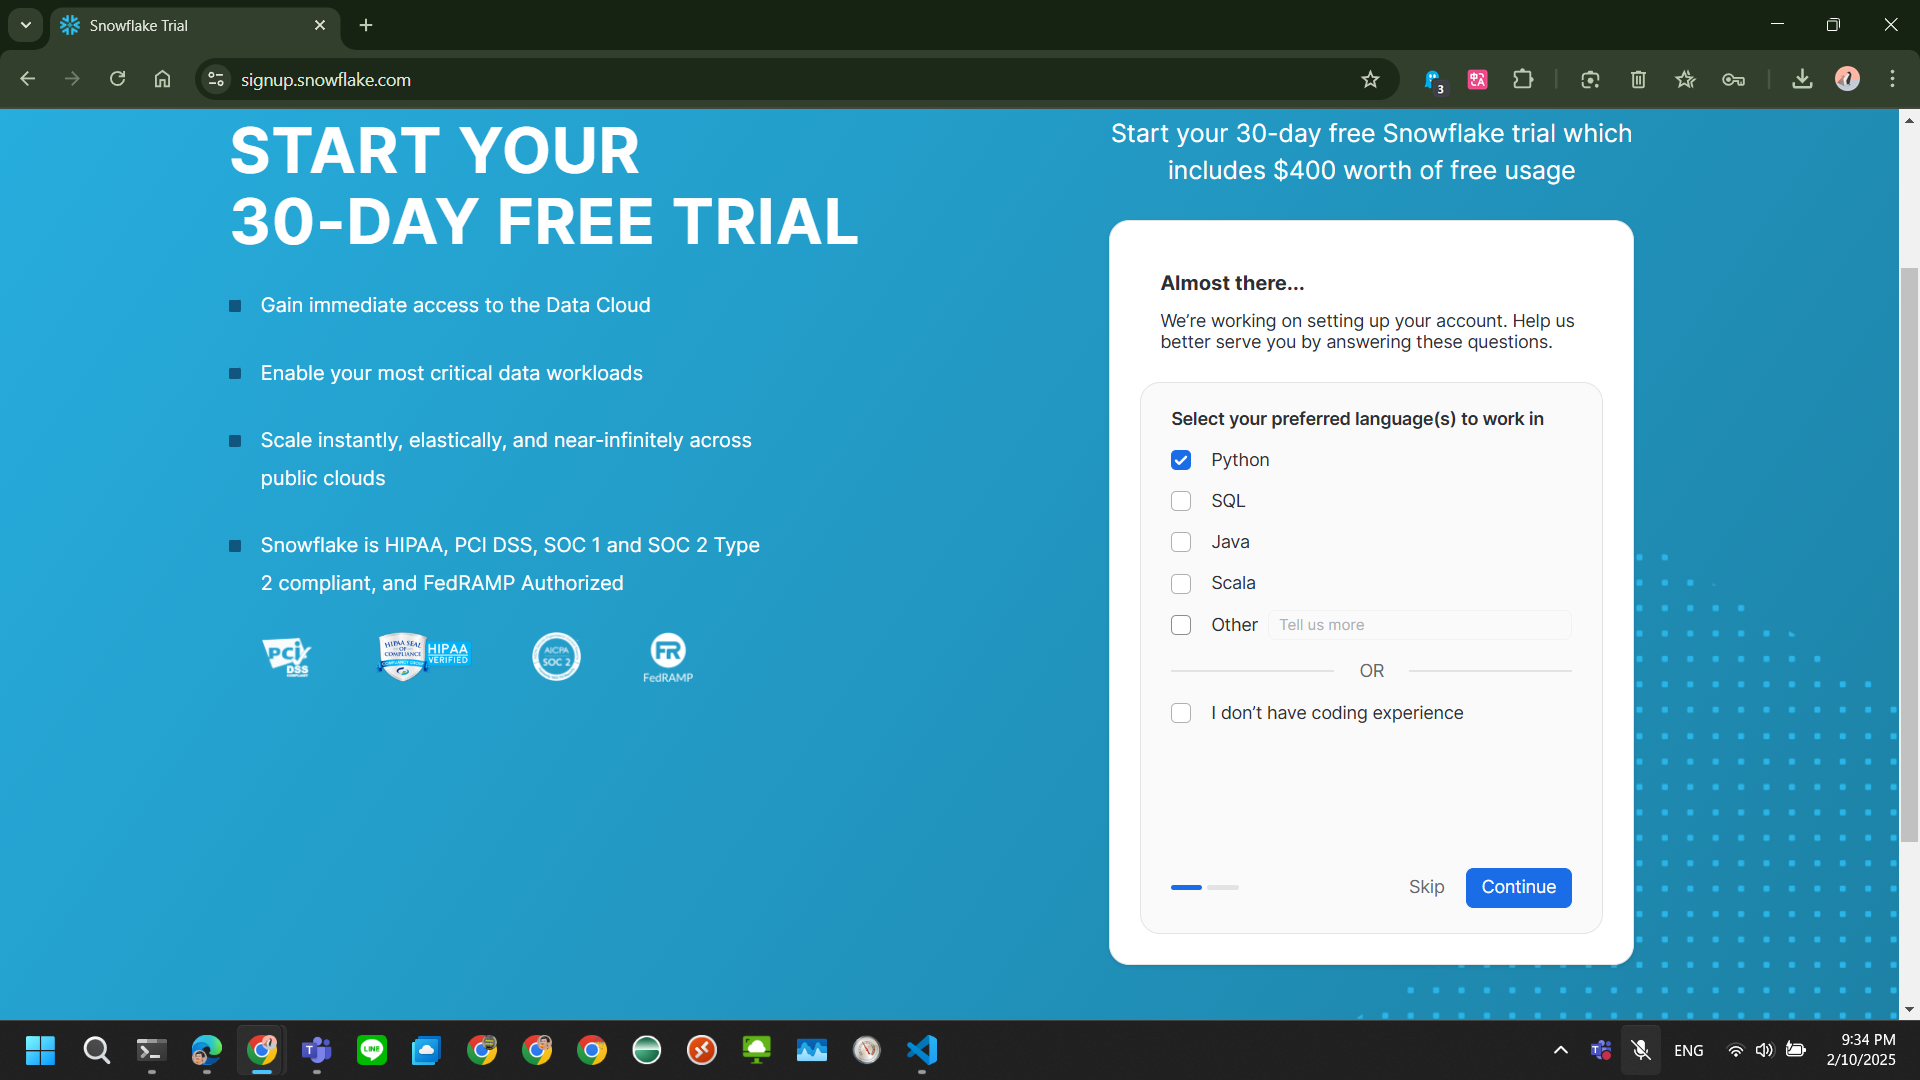 Snowflake Trial
signup.snowflake.com
3
START YOUR
30-DAY FREE TRIAL
Gain immediate access to the Data Cloud
Enable your most critical data workloads
Scale instantly, elastically, and near-infinitely across
public clouds
Snowflake is HIPAA, PCI DSS, SOC 1 and SOC 2 Type
2 compliant, and FedRAMP Authorized
PCI
DSS
COMPLIANT
HIPAA SEAL
OF
COMPLIANCE
HIPAA
VERIFIED
AICPA
SOC 2
FR
FedRAMP
Start your 30-day free Snowflake trial which
includes $400 worth of free usage
Almost there...
We’re working on setting up your account. Help us
better serve you by answering these questions.
Select your preferred language(s) to work in
Python
SQL
Java
Scala
Other
Tell us more
OR
I don’t have coding experience
Skip
Continue
LINE
ENG
9:34 PM
2/10/2025